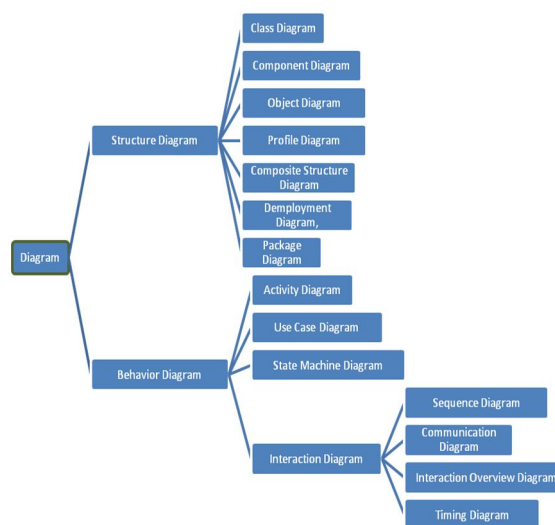 Class Diagram
Component Diagram
Object Diagram
Structure Diagram
Profile Diagram
Composite Structure
Diagram
Demployment
Diagram,
Package
Diagram
Diagram
Activity Diagram
Use Case Diagram
State Machine Diagram
Behavior Diagram
Sequence Diagram
Communication
Diagram
Interaction Diagram
Interaction Overview Diagram
Timing Diagram